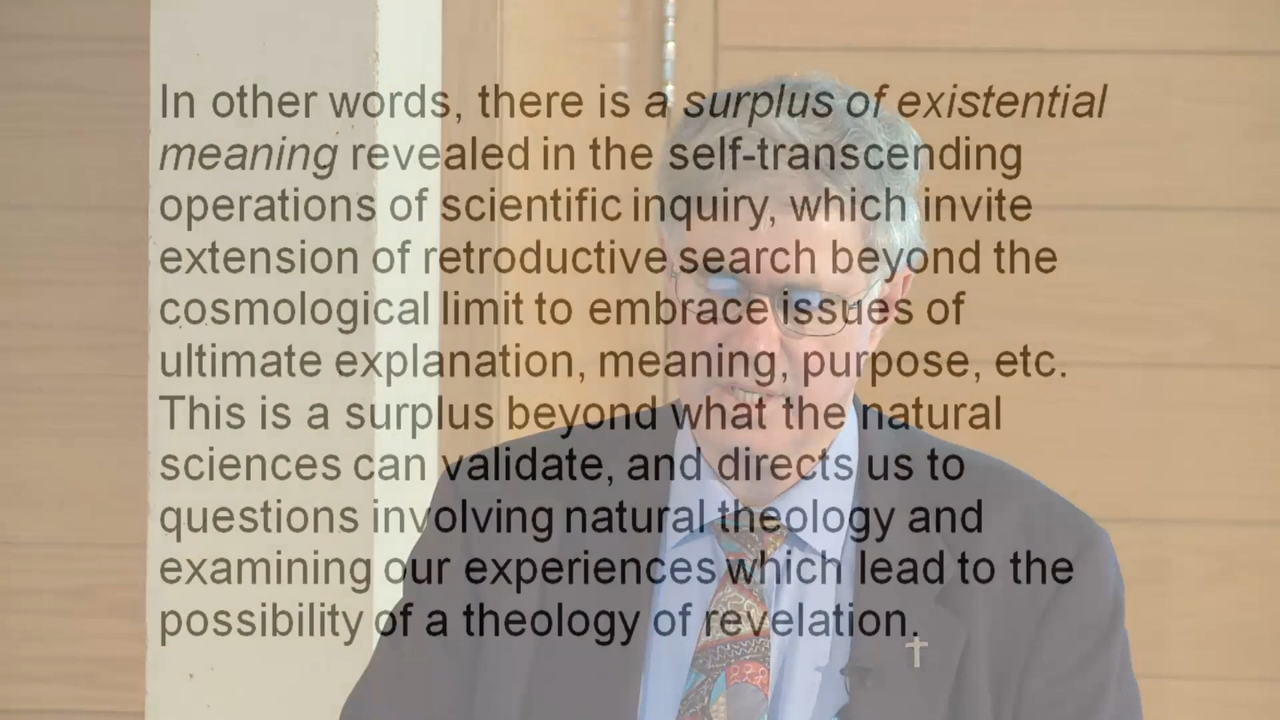 In other words, there is a surplus of existential
meaning revealed in the self-transcending
operations of scientific inquiry, which invite
extension of retroductive search beyond the
cosmological limit to embrace issues of
ultimate explanation, meaning, purpose, etc.
This is a surplus beyond what the natural
sciences can validate, and directs us to
questions involving natural theology and
examining our experiences which lead to the
possibility of a theology of revelation.